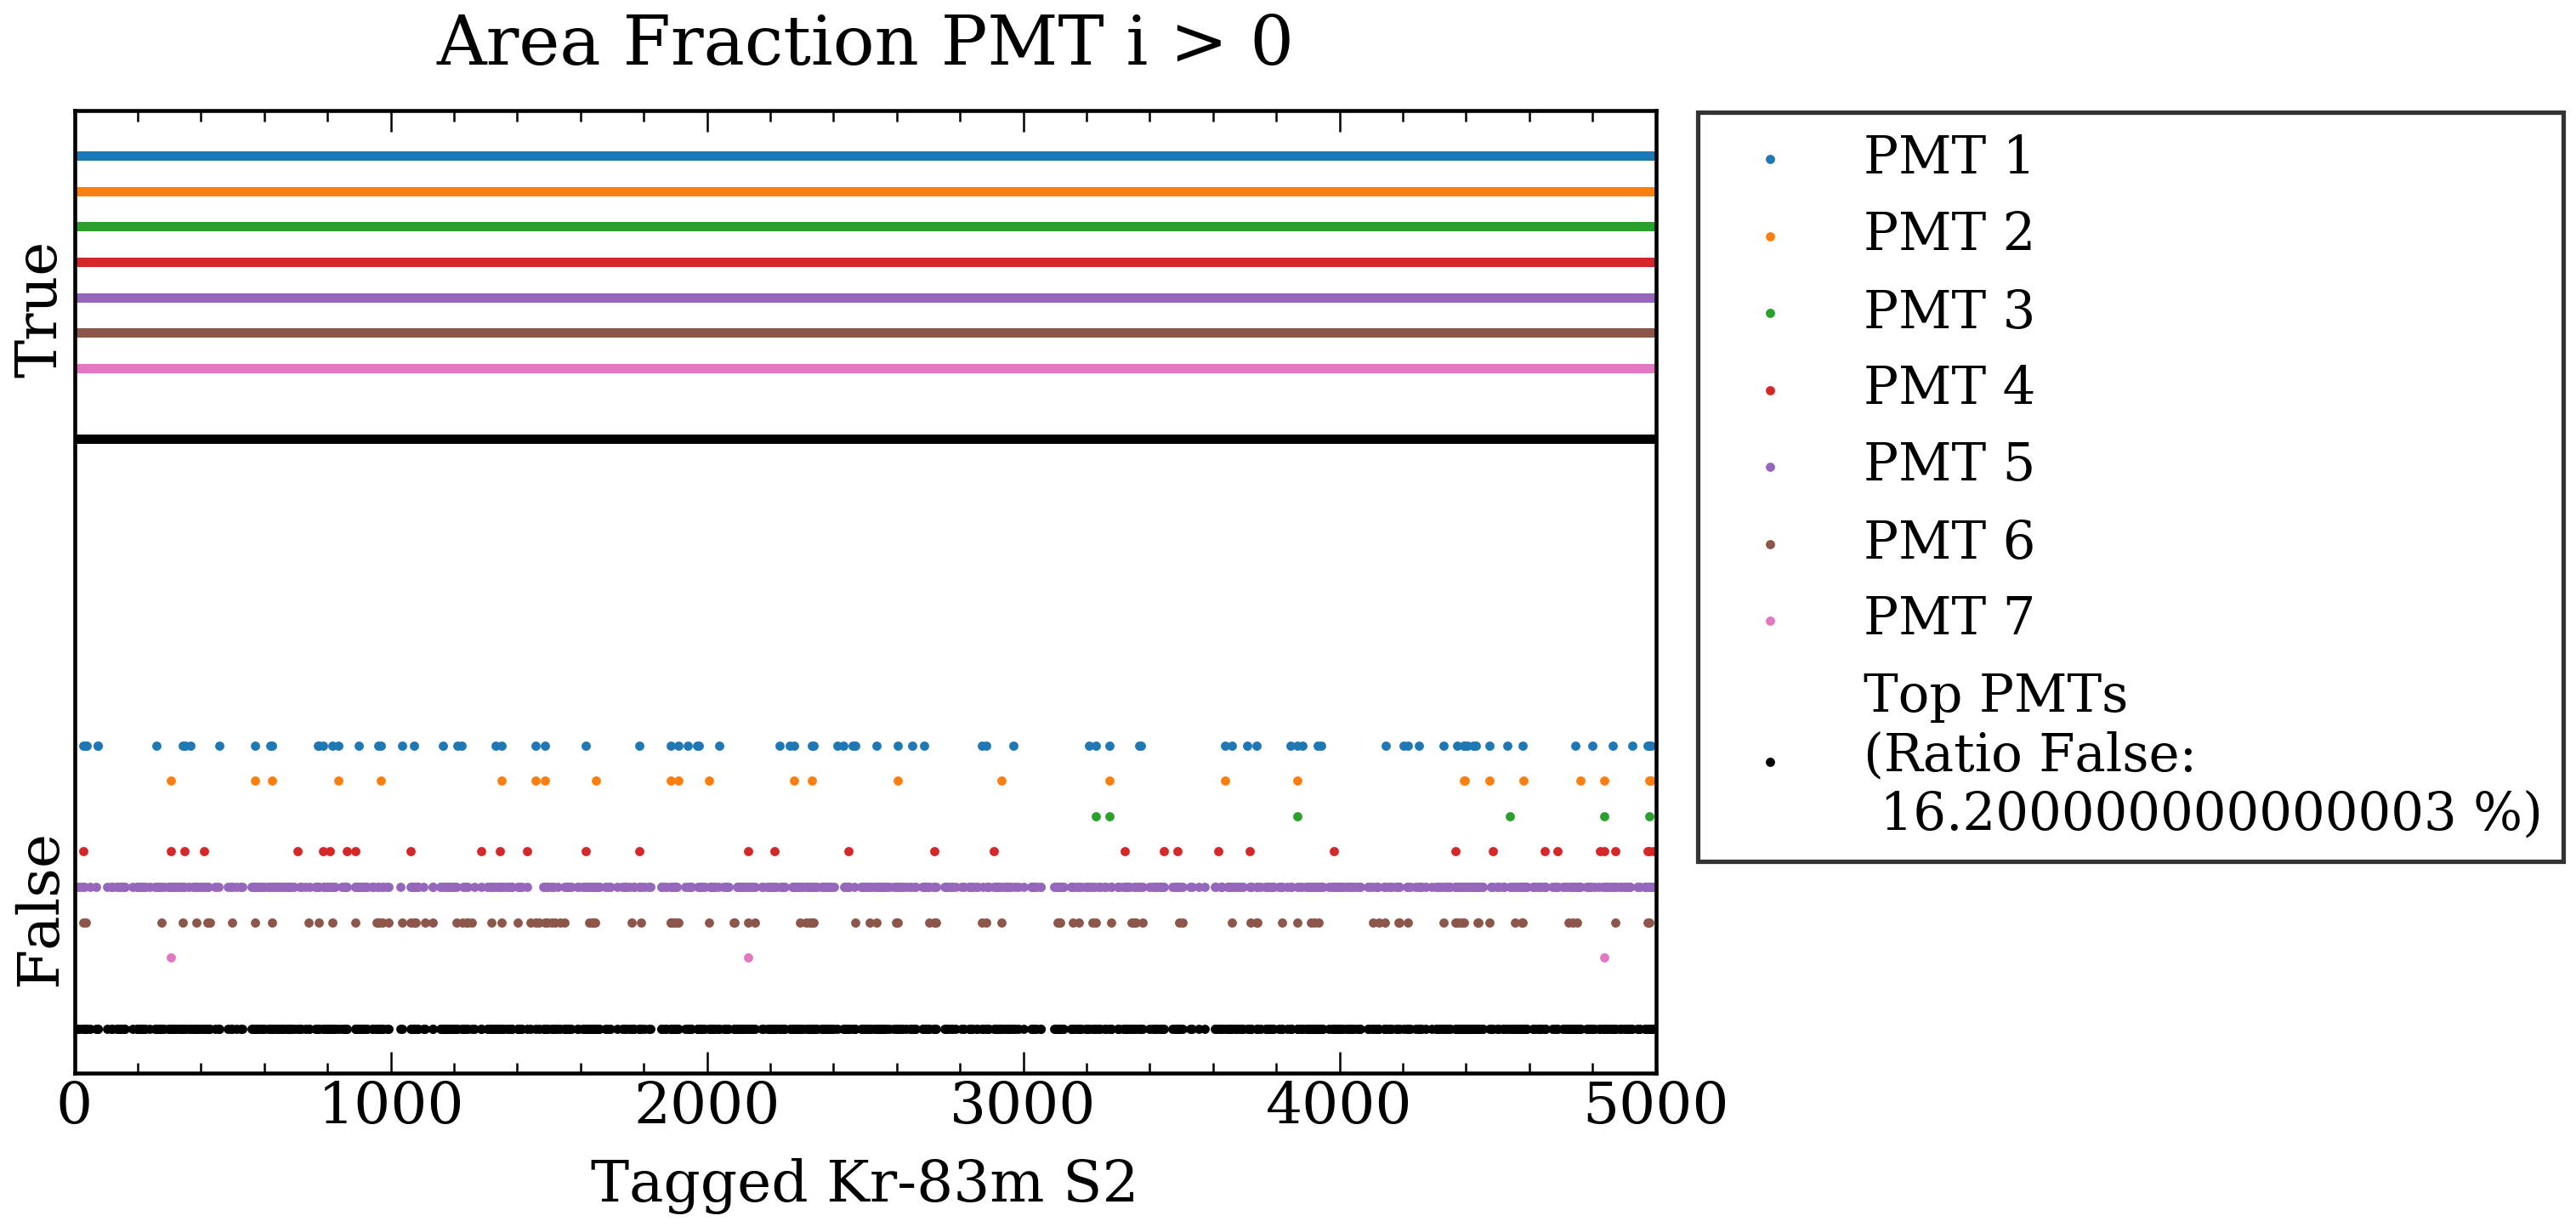 Area Fraction PMT i > 0
True
False
0 1000 2000 3000 4000 5000
Tagged Kr-83m S2
PMT 1
PMT 2
PMT 3
PMT 4
PMT 5
PMT 6
PMT 7
Top PMTs
(Ratio False:
16.200000000000003 %)